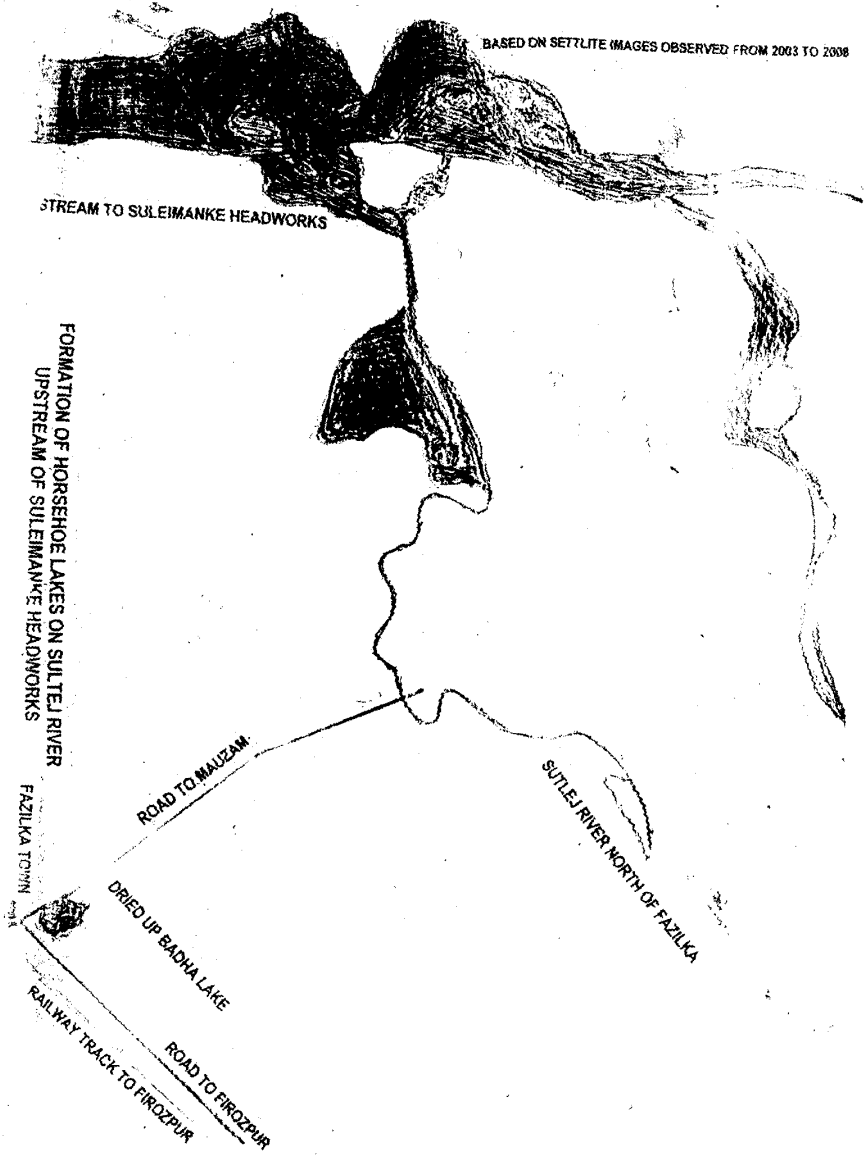 BASED ON SETTLITE IMAGES OBSERVED FROM 2003 TO 2008
STREAM TO SULEIMANKE HEADWORKS
FORMATION OF HORSEHOE LAKES ON SULTEJ RIVER
UPSTREAM OF SULEIMANKE HEADWORKS
ROAD TO MAUZAM
SUTLEJ RIVER NORTH OF FAZILKA
FAZILKA TOWN
DRIED UP BADHA LAKE
RAILWAY TRACK TO FIROZPUR
ROAD TO FIROZPUR